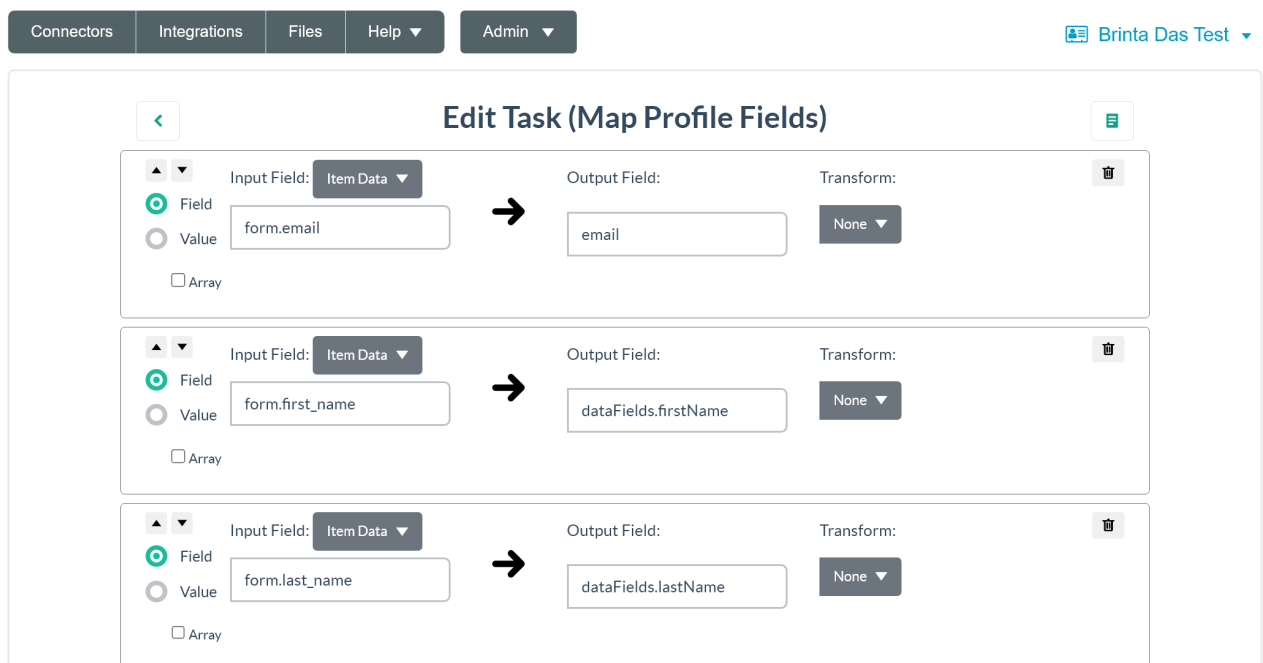 Connectors Integrations Files Help Admin Brinta Das Test
Edit Task (Map Profile Fields)
Input Field: Item Data Output Field: Transform:
Field
form.email email None
Value
Array
Input Field: Item Data Output Field: Transform:
Field
form.first_name dataFields.firstName None
Value
Array
Input Field: Item Data Output Field: Transform:
Field
form.last_name dataFields.lastName None
Value
Array